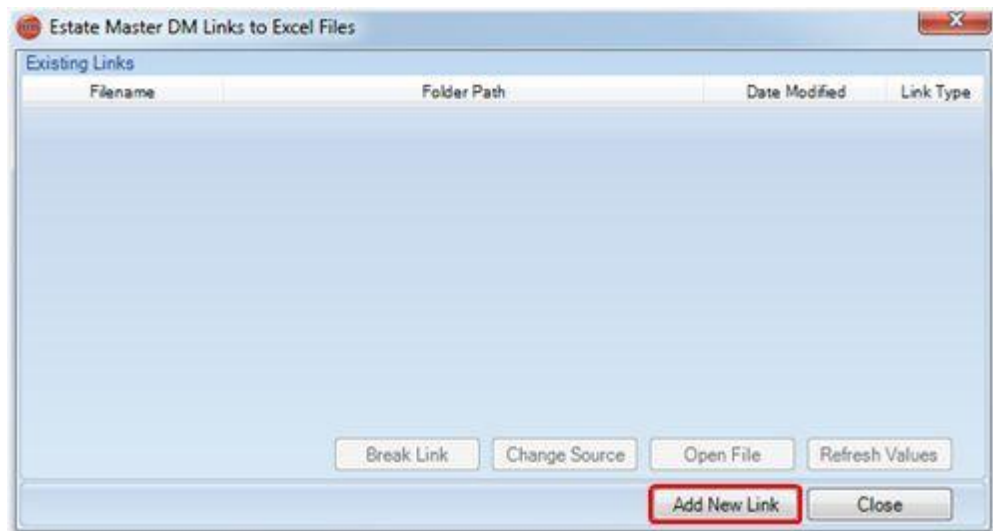 Estate Master DM Links to Excel Files
Existing Links
Filename Folder Path Date Modified Link Type
Break Link Change Source Open File Refresh Values
Add New Link Close